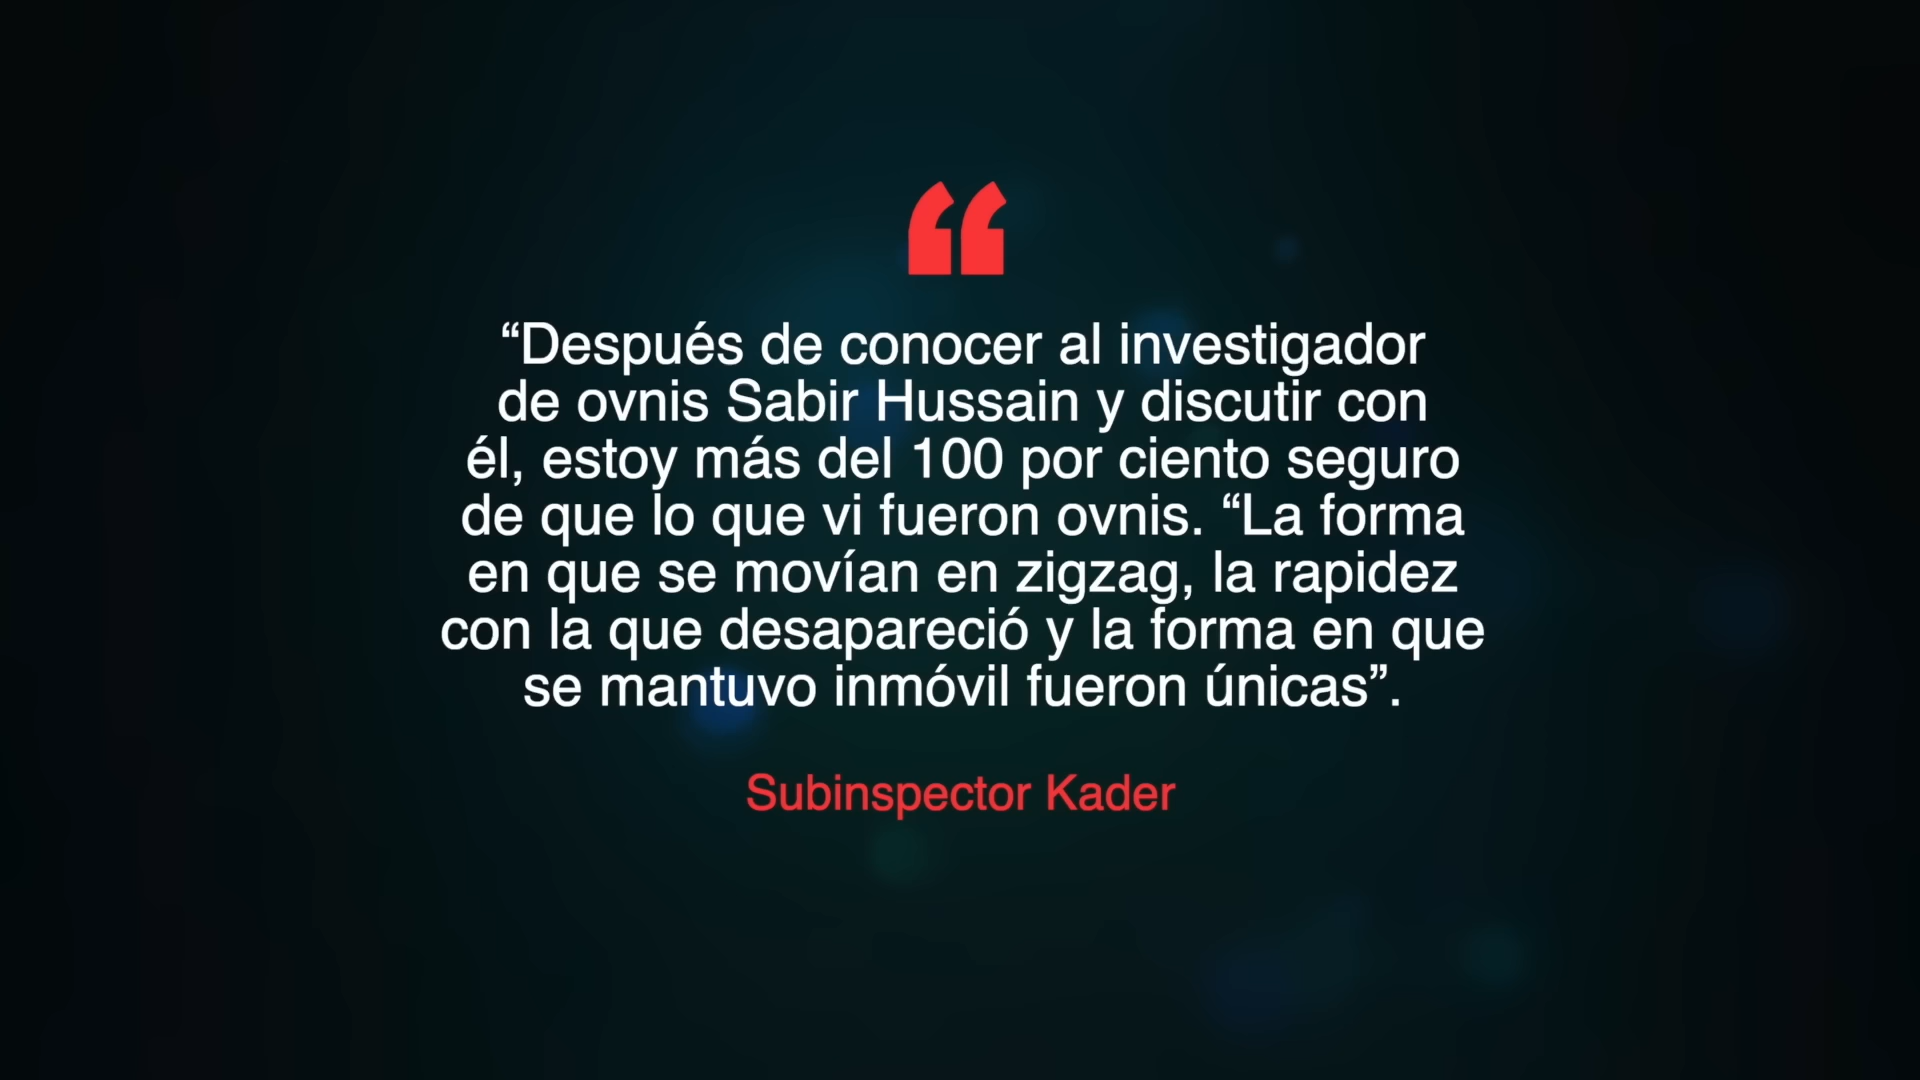 “Después de conocer al investigador
de ovnis Sabir Hussain y discutir con
él, estoy más del 100 por ciento seguro
de que lo que vi fueron ovnis. “La forma
en que se movían en zigzag, la rapidez
con la que desapareció y la forma en que
se mantuvo inmóvil fueron únicas”.
Subinspector Kader